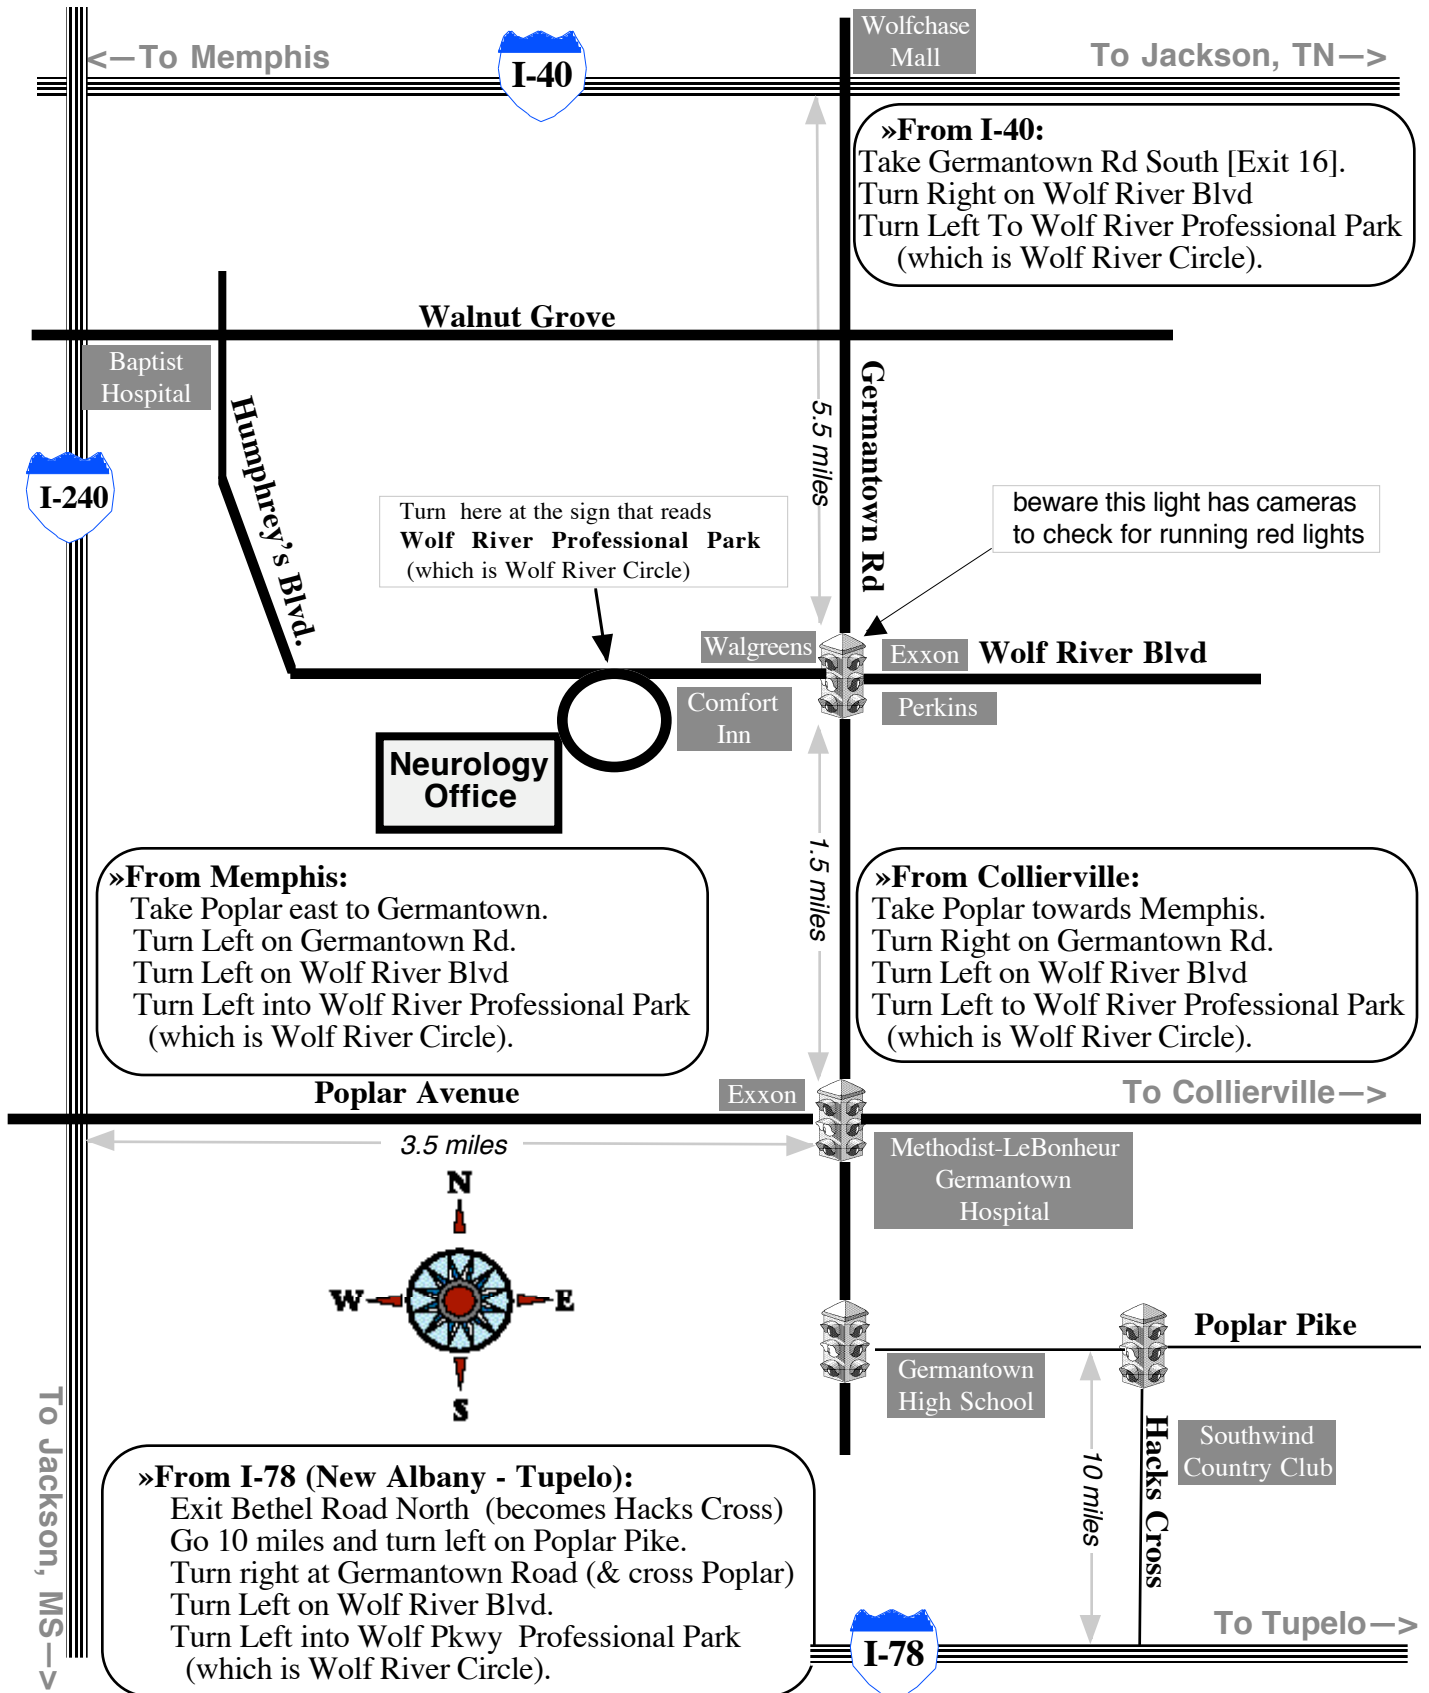 Wolfchase
Mall
<—To Memphis
I-40
To Jackson, TN—>
»From I-40:
Take Germantown Rd South [Exit 16].
Turn Right on Wolf River Blvd
Turn Left To Wolf River Professional Park
(which is Wolf River Circle).
Walnut Grove
Baptist
Hospital
Humphrey's Blvd.
5.5 miles
Germantown Rd
I-240
Turn here at the sign that reads
Wolf River Professional Park
(which is Wolf River Circle)
beware this light has cameras
to check for running red lights
Walgreens
Exxon
Wolf River Blvd
Comfort
Inn
Perkins
Neurology
Office
1.5 miles
»From Memphis:
Take Poplar east to Germantown.
Turn Left on Germantown Rd.
Turn Left on Wolf River Blvd
Turn Left into Wolf River Professional Park
(which is Wolf River Circle).
»From Collierville:
Take Poplar towards Memphis.
Turn Right on Germantown Rd.
Turn Left on Wolf River Blvd
Turn Left to Wolf River Professional Park
(which is Wolf River Circle).
Poplar Avenue
Exxon
To Collierville—>
3.5 miles
Methodist-LeBonheur
Germantown
Hospital
N
W
E
S
Poplar Pike
Germantown
High School
To Jackson, MS—>
10 miles
Hacks Cross
Southwind
Country Club
»From I-78 (New Albany - Tupelo):
Exit Bethel Road North (becomes Hacks Cross)
Go 10 miles and turn left on Poplar Pike.
Turn right at Germantown Road (& cross Poplar)
Turn Left on Wolf River Blvd.
Turn Left into Wolf Pkwy Professional Park
(which is Wolf River Circle).
I-78
To Tupelo—>